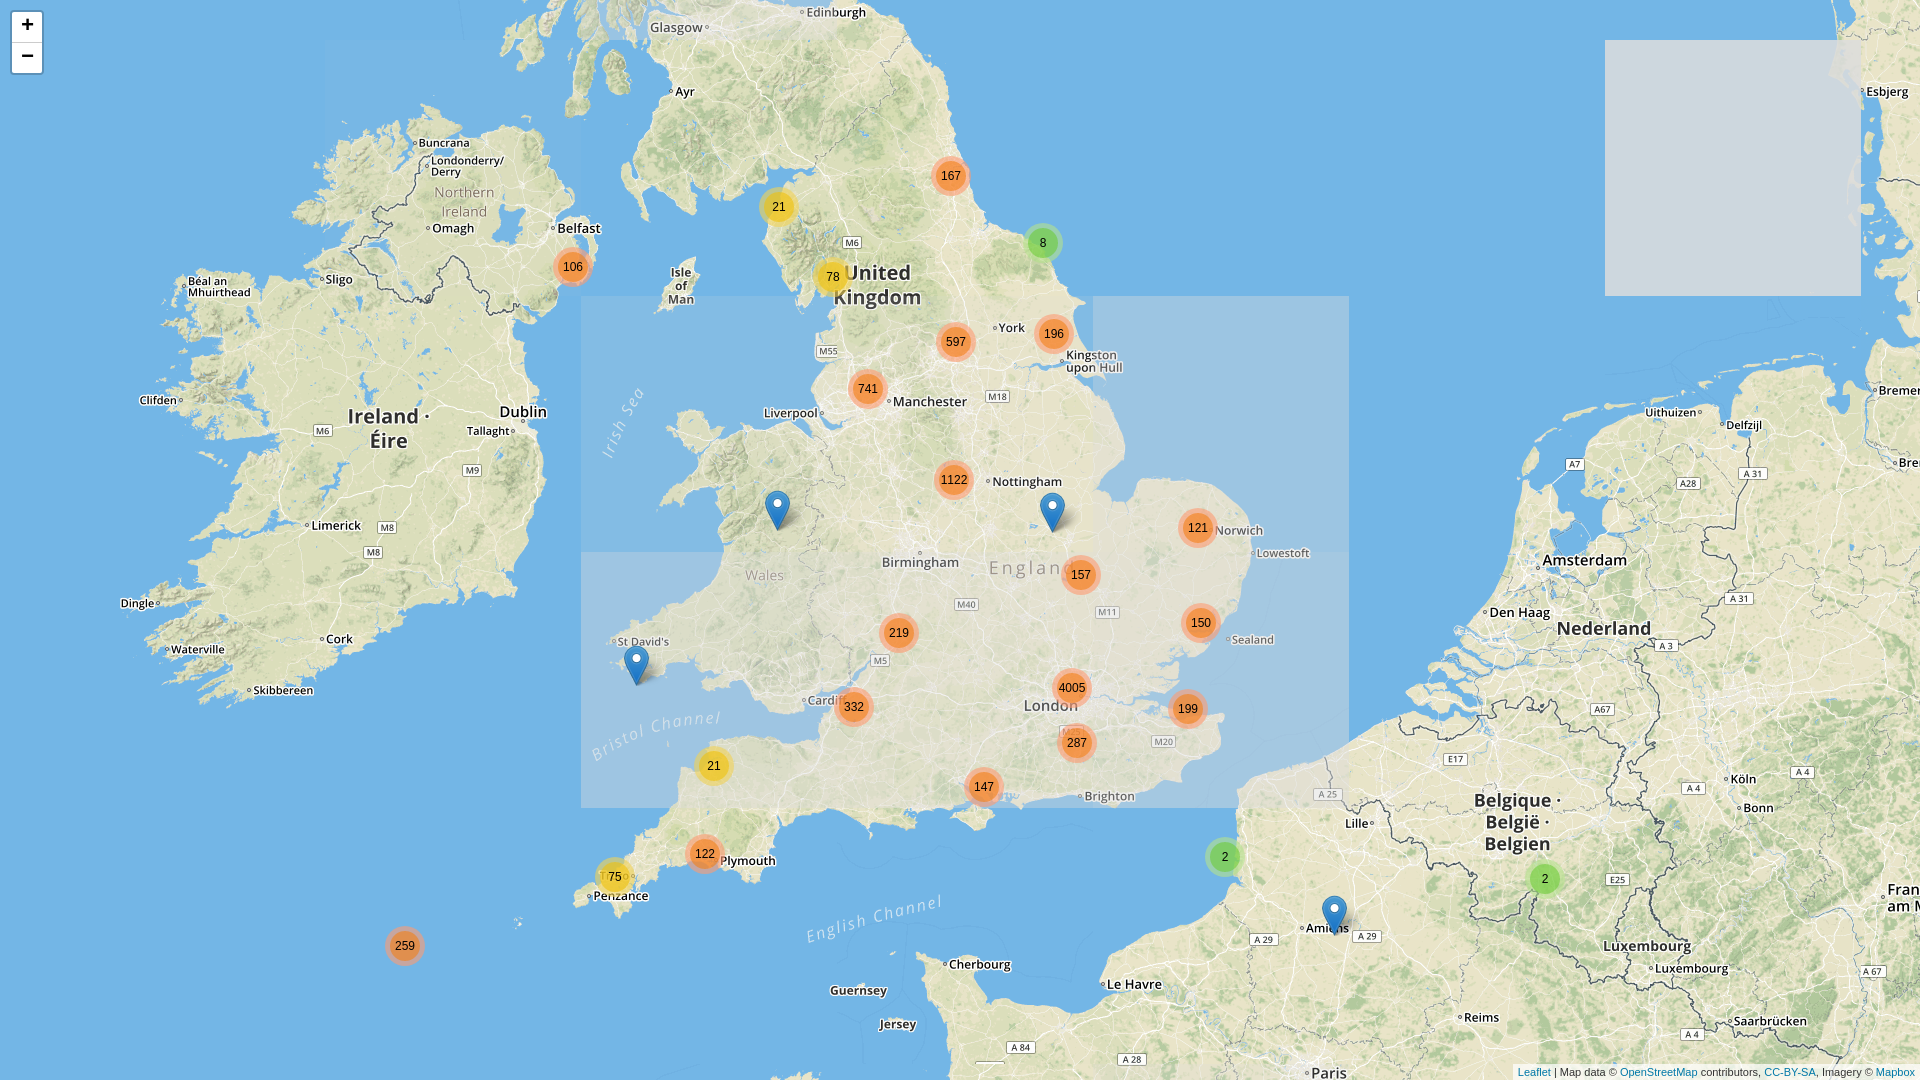 +
−
Edinburgh
Glasgow
Ayr
Esbjerg
Buncrana
Londonderry/
Derry
167
Northern
Ireland
21
Omagh
Belfast
M6
8
106
78
United
Kingdom
Isle
of
Man
Sligo
Béal an
Mhuirthead
York
196
597
M55
Kingston
upon Hull
741
Manchester
M18
Clifden
Liverpool
Ireland ·
Éire
Dublin
Tallaght
M6
Irish Sea
Uithuizen
Delfzijl
M9
A7
A 31
A28
1122
Nottingham
Limerick
M8
M8
121
Norwich
Lowestoft
Amsterdam
Birmingham
Wales
157
Dingle
M40
M11
A 31
Den Haag
150
Nederland
219
Cork
St David's
Sealand
A 3
Waterville
M5
Skibbereen
4005
London
332
199
A67
Bristol Channel
287
M20
E17
21
147
Brighton
A 25
A 4
Köln
A 4
Bonn
Belgique ·
België ·
Belgien
Lille
122
Plymouth
2
75
Penzance
2
E25
English Channel
Amiens
A 29
A 29
259
Luxembourg
Luxembourg
A 67
Cherbourg
Le Havre
Guernsey
Jersey
Reims
Saarbrücken
A 4
A 84
A 28
Paris
Leaflet | Map data © OpenStreetMap contributors, CC-BY-SA, Imagery © Mapbox